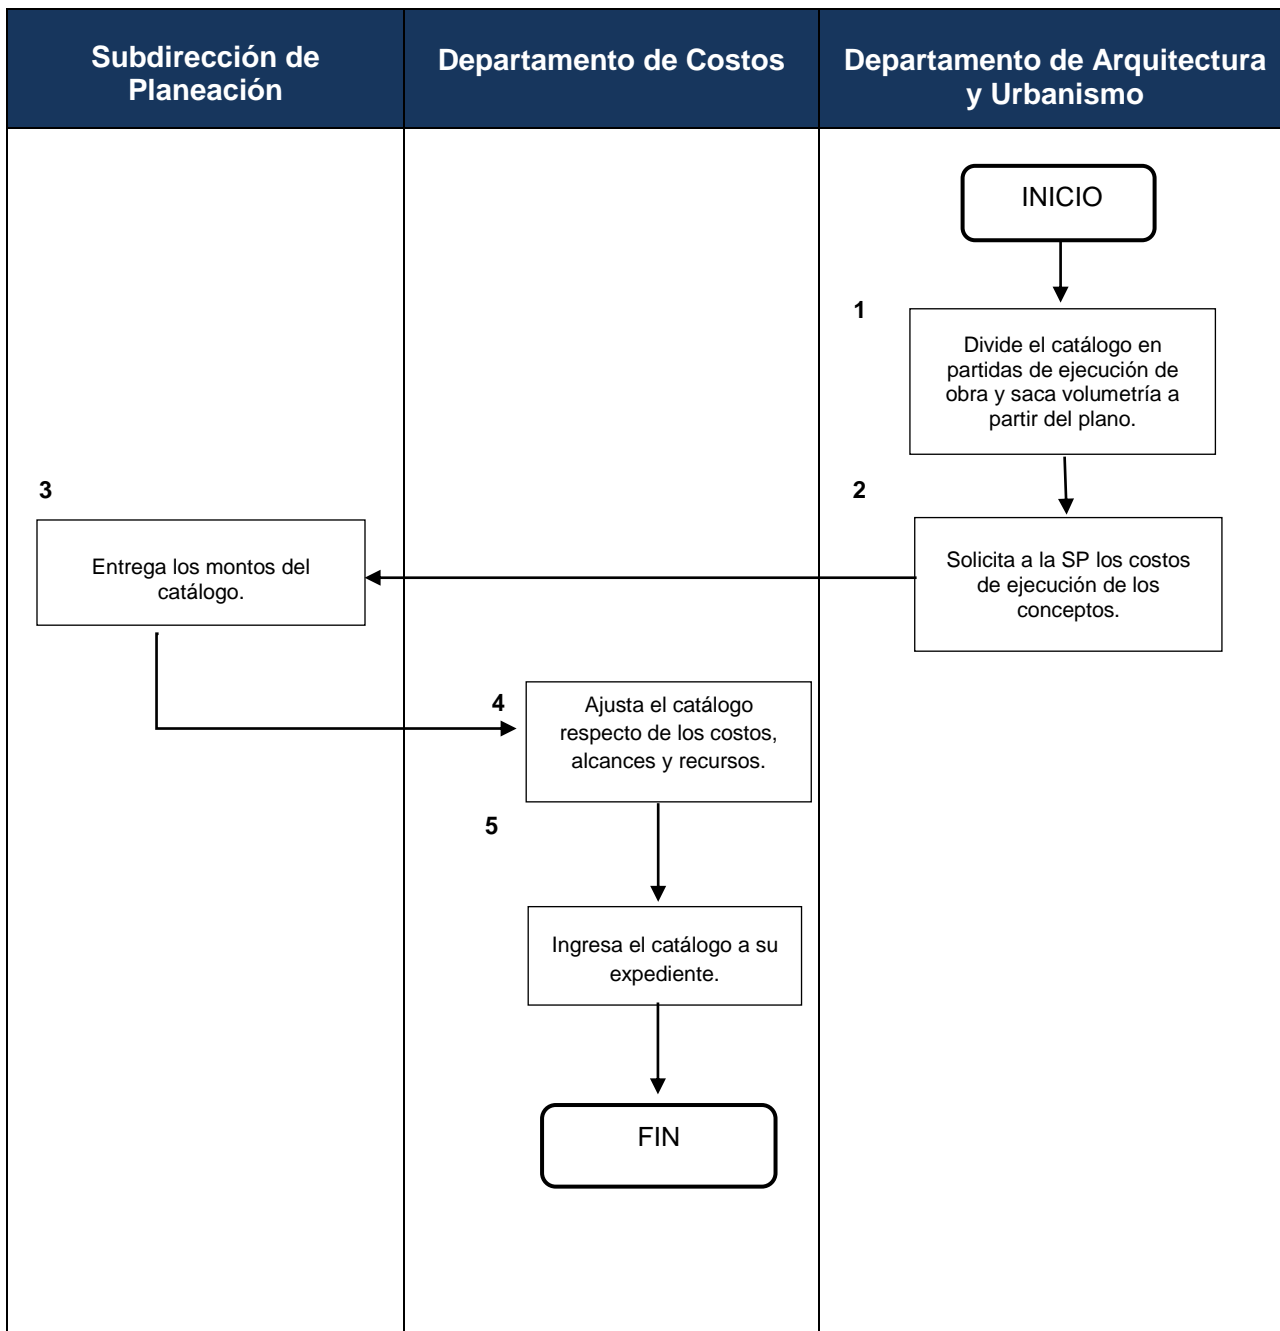 Subdirección de
Planeación
Departamento de Costos
Departamento de Arquitectura
y Urbanismo
INICIO
1
Divide el catálogo en
partidas de ejecución de
obra y saca volumetría a
partir del plano.
2
Solicita a la SP los costos
de ejecución de los
conceptos.
3
Entrega los montos del
catálogo.
4
Ajusta el catálogo
respecto de los costos,
alcances y recursos.
5
Ingresa el catálogo a su
expediente.
FIN